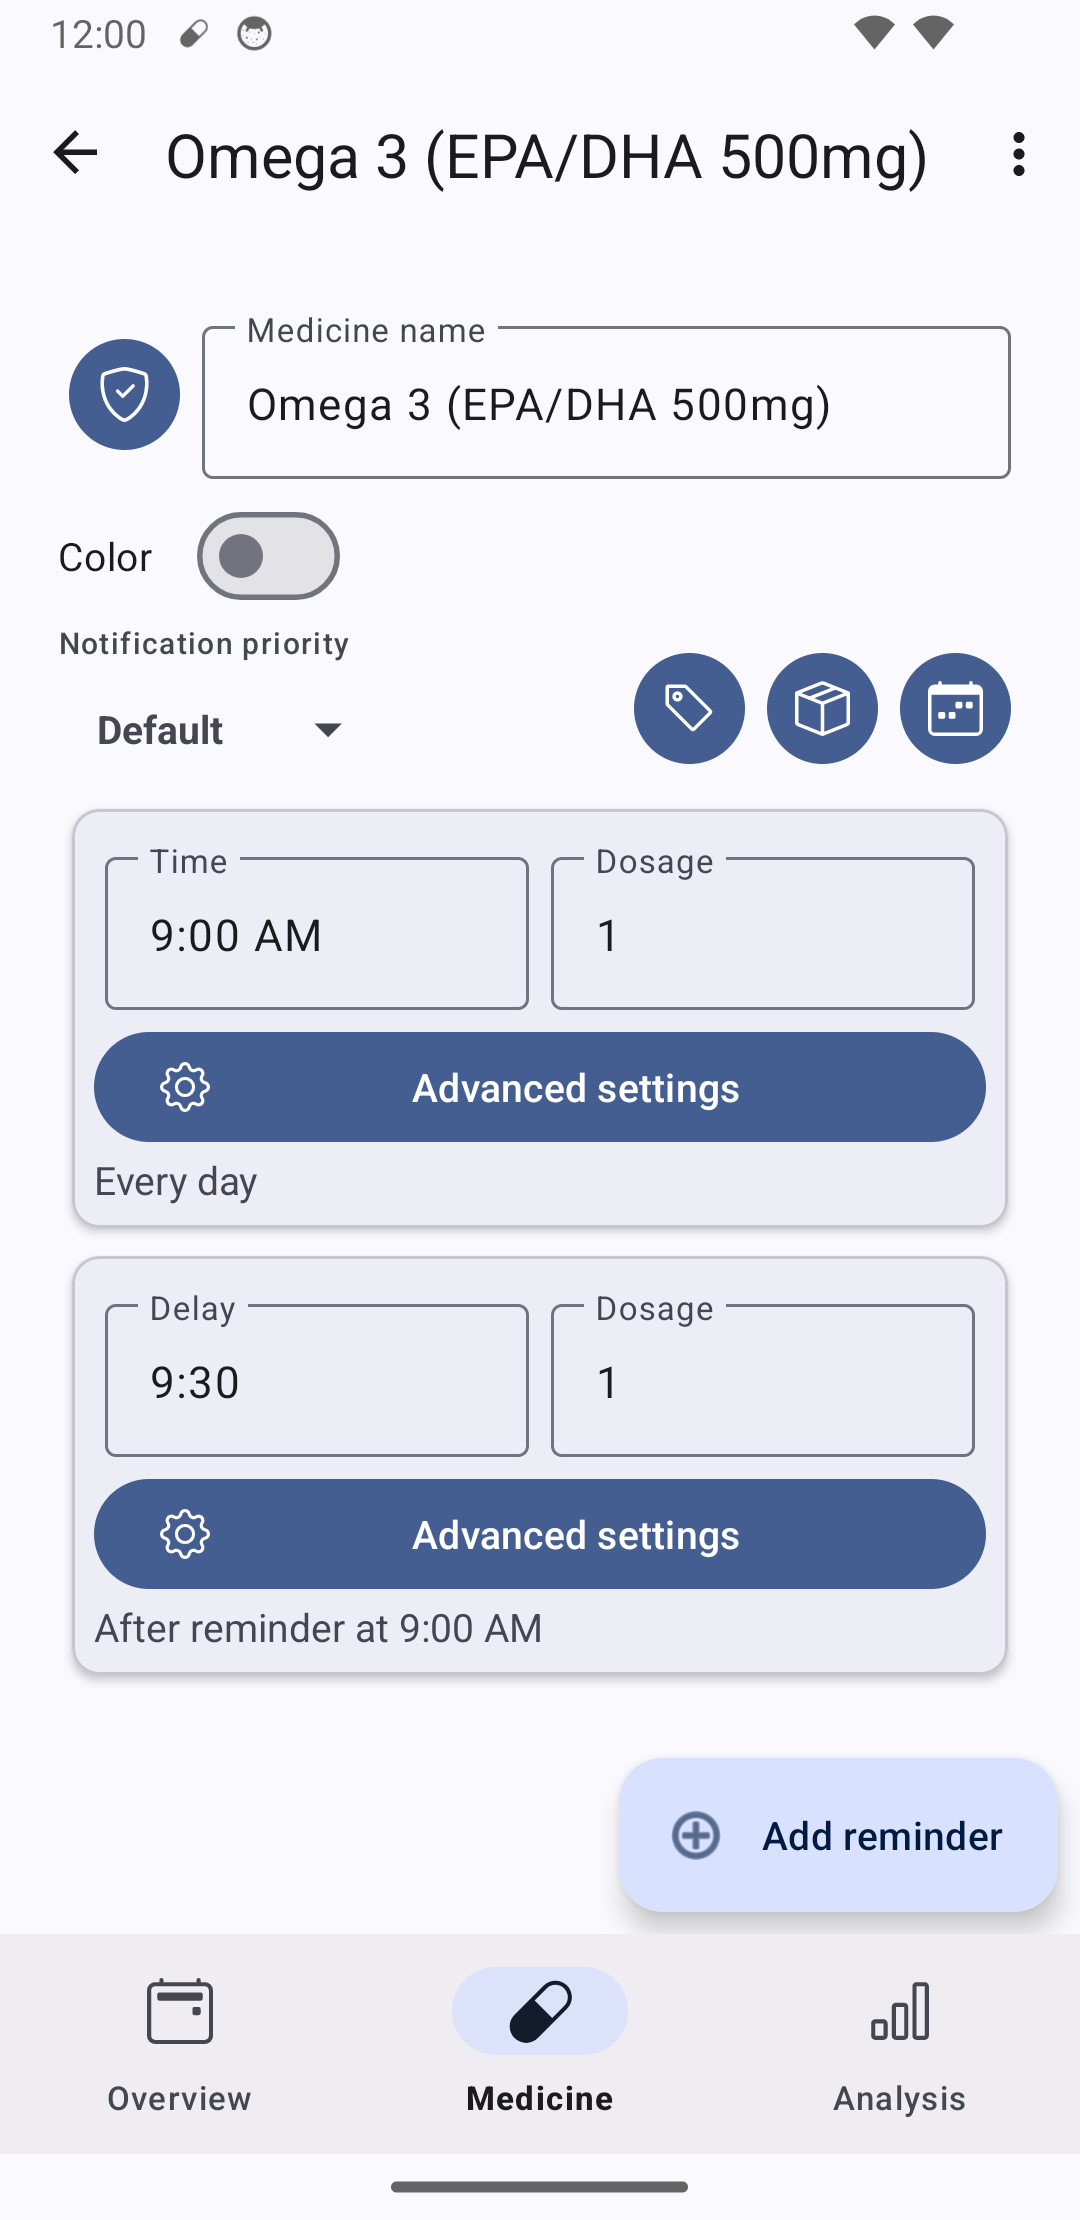 12:00
Omega 3 (EPA/DHA 500mg)
Medicine name
Omega 3 (EPA/DHA 500mg)
Color
Notification priority
Default
Time
Dosage
9:00 AM
1
Advanced settings
Every day
Delay
Dosage
9:30
1
Advanced settings
After reminder at 9:00 AM
Add reminder
Overview
Medicine
Analysis